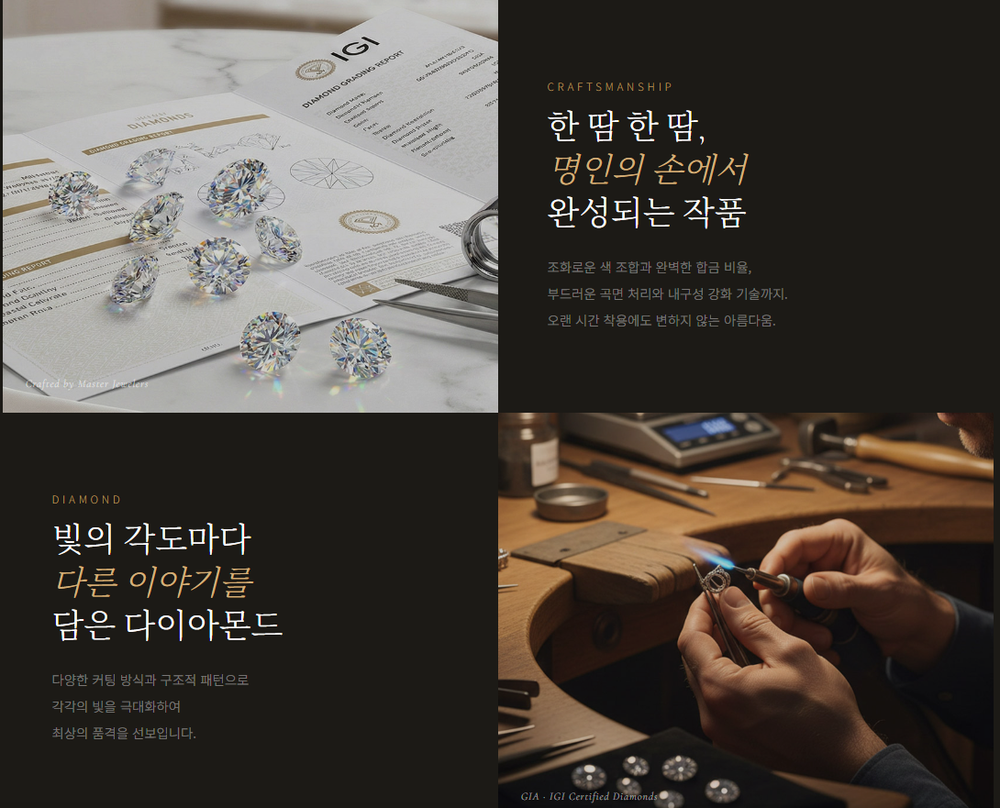 IGI
DIAMOND GRADING REPORT
DIAMONDS
DIAMOND GRADING REPORT
GRADING REPORT
Crafted by Master Jewelers
CRAFTSMANSHIP
한 땀 한 땀,
명인의 손에서
완성되는 작품
조화로운 색 조합과 완벽한 합금 비율,
부드러운 곡면 처리와 내구성 강화 기술까지.
오랜 시간 착용에도 변하지 않는 아름다움.
DIAMOND
빛의 각도마다
다른 이야기를
담은 다이아몬드
다양한 커팅 방식과 구조적 패턴으로
각각의 빛을 극대화하여
최상의 품격을 선보입니다.
GIA · IGI Certified Diamonds